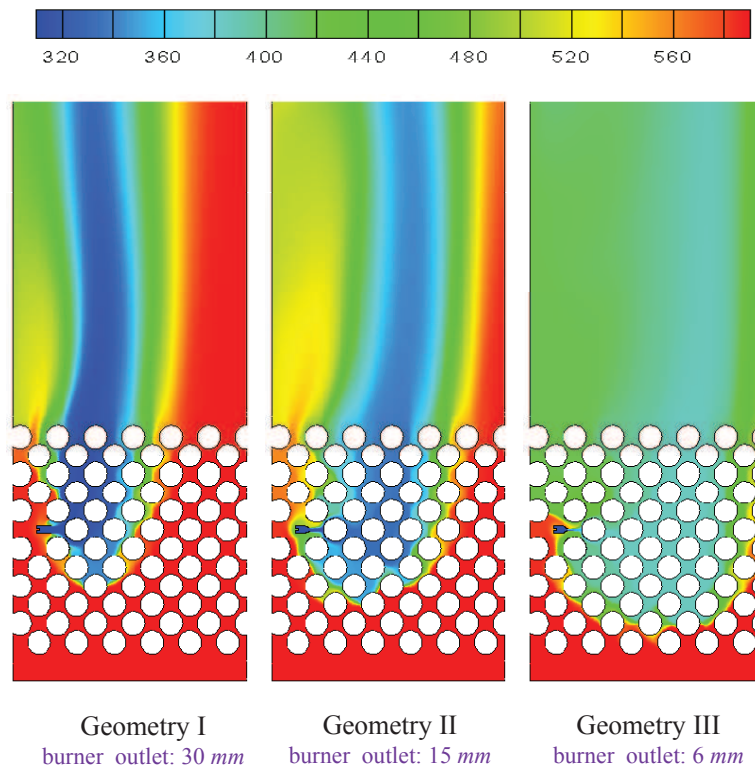 320 360 400 440 480 520 560
Geometry I Geometry II Geometry III
burner outlet: 30 mm burner outlet: 15 mm burner outlet: 6 mm